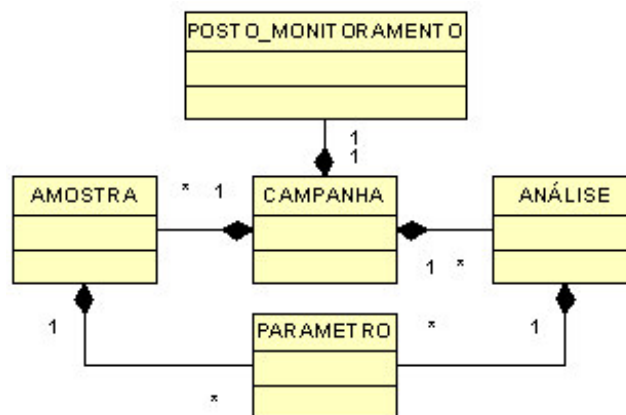 POSTO_MONITORAMENTO
1
1
AMOSTRA
* 1
CAMPANHA
ANÁLISE
1 *
1
PARAMETRO
*
1
*